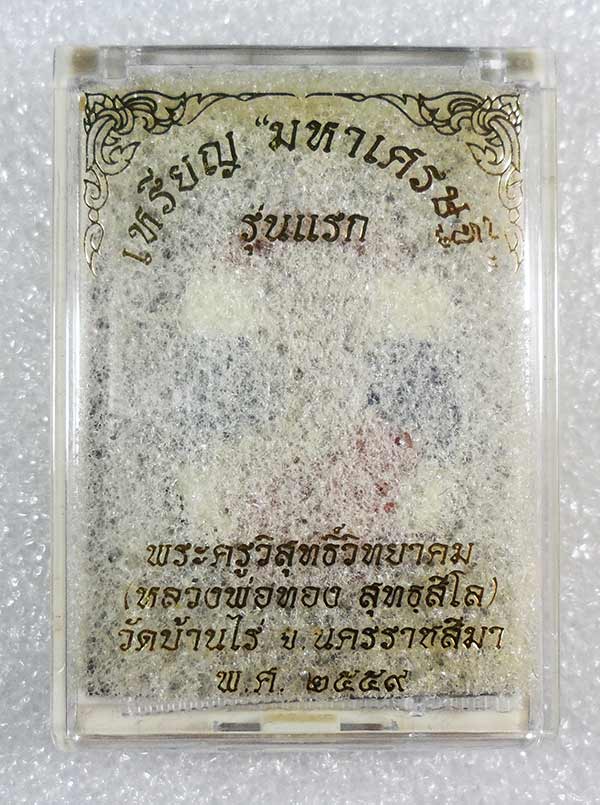 เหรียญ "มหาเศรษฐี
รุ่นแรก
พระครูวิสุทธิ์วิทยาคม
(หลวงพ่อทอง สุทธสีโล)
วัดบ้านไร่ จ.นครราชสีมา
พ.ศ. ๒๕๕๙